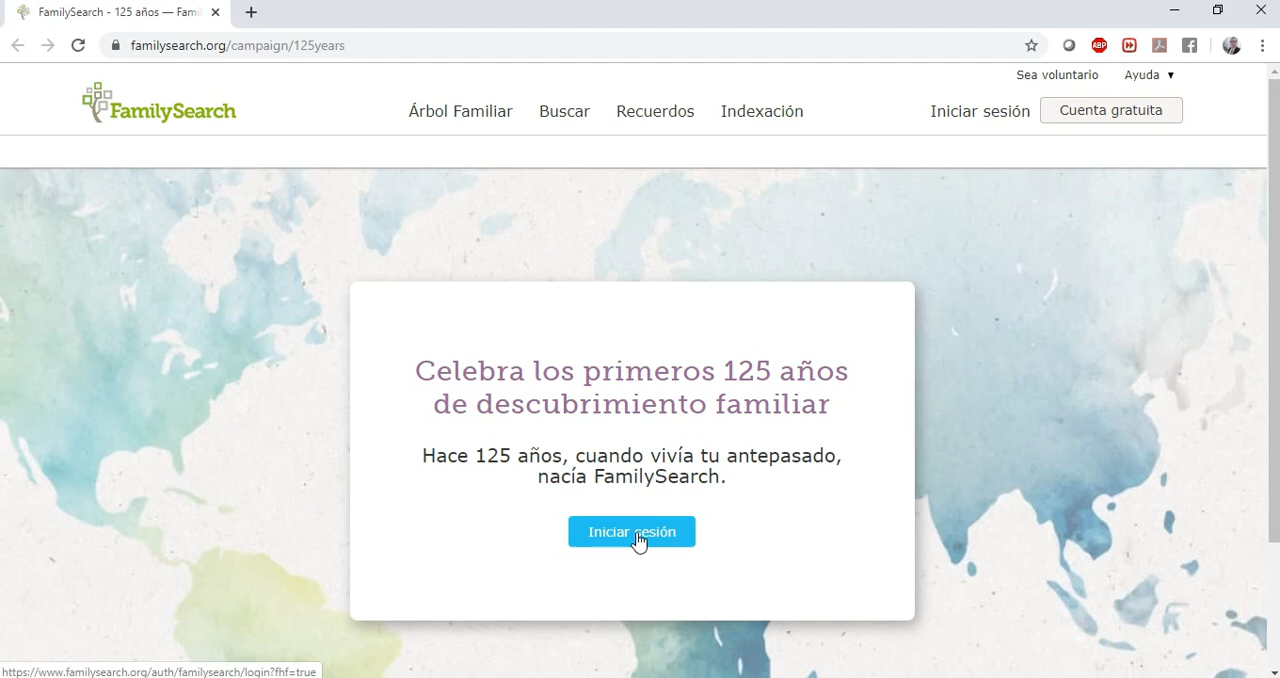 FamilySearch - 125 años — Fami
familysearch.org/campaign/125years
ABP
Sea voluntario Ayuda ▼
FamilySearch
Árbol Familiar Buscar Recuerdos Indexación Iniciar sesión Cuenta gratuita
Celebra los primeros 125 años
de descubrimiento familiar
Hace 125 años, cuando vivía tu antepasado,
nacía FamilySearch.
Iniciar sesión
https://www.familysearch.org/auth/familysearch/login?fhf=true